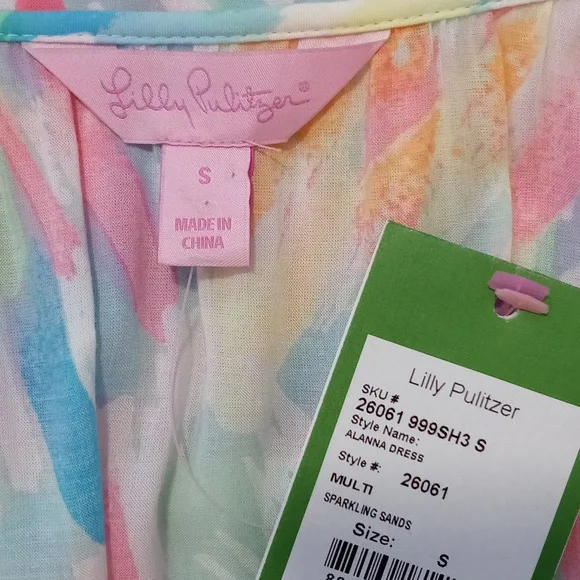 Lilly Pulitzer®
S
MADE IN
CHINA
Lilly Pulitzer
SKU #
26061 999SH3 S
Style Name:
ALANNA DRESS
Style #: 26061
MULTI
SPARKLING SANDS
Size: S